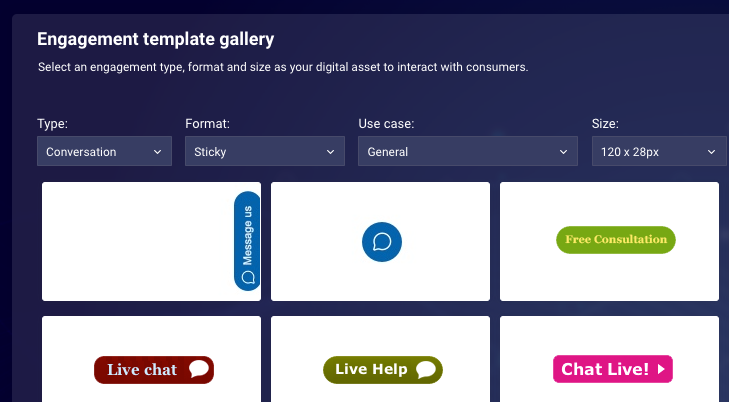 Engagement template gallery
Select an engagement type, format and size as your digital asset to interact with consumers.
Type:
Format:
Use case:
Size:
Conversation
Sticky
General
120 x 28px
Message us
Free Consultation
Live chat
Live Help
Chat Live!